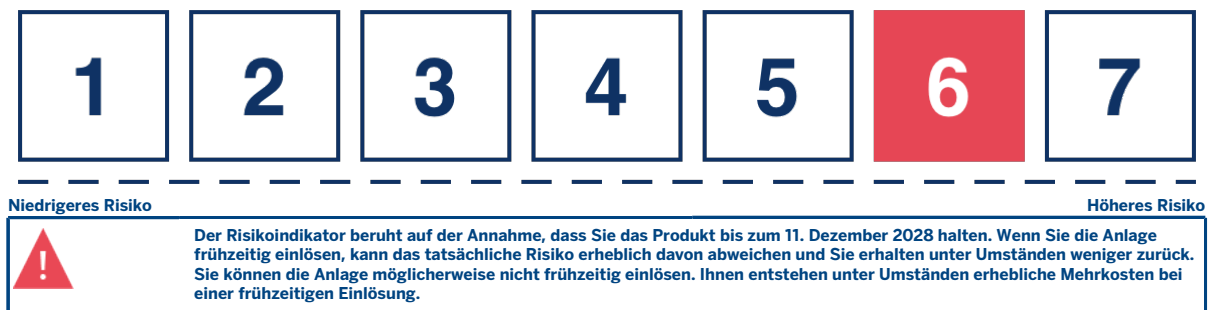 1 2 3 4 5 6 7
Niedrigeres Risiko Höheres Risiko
!
Der Risikoindikator beruht auf der Annahme, dass Sie das Produkt bis zum 11. Dezember 2028 halten. Wenn Sie die Anlage
frühzeitig einlösen, kann das tatsächliche Risiko erheblich davon abweichen und Sie erhalten unter Umständen weniger zurück.
Sie können die Anlage möglicherweise nicht frühzeitig einlösen. Ihnen entstehen unter Umständen erhebliche Mehrkosten bei
einer frühzeitigen Einlösung.